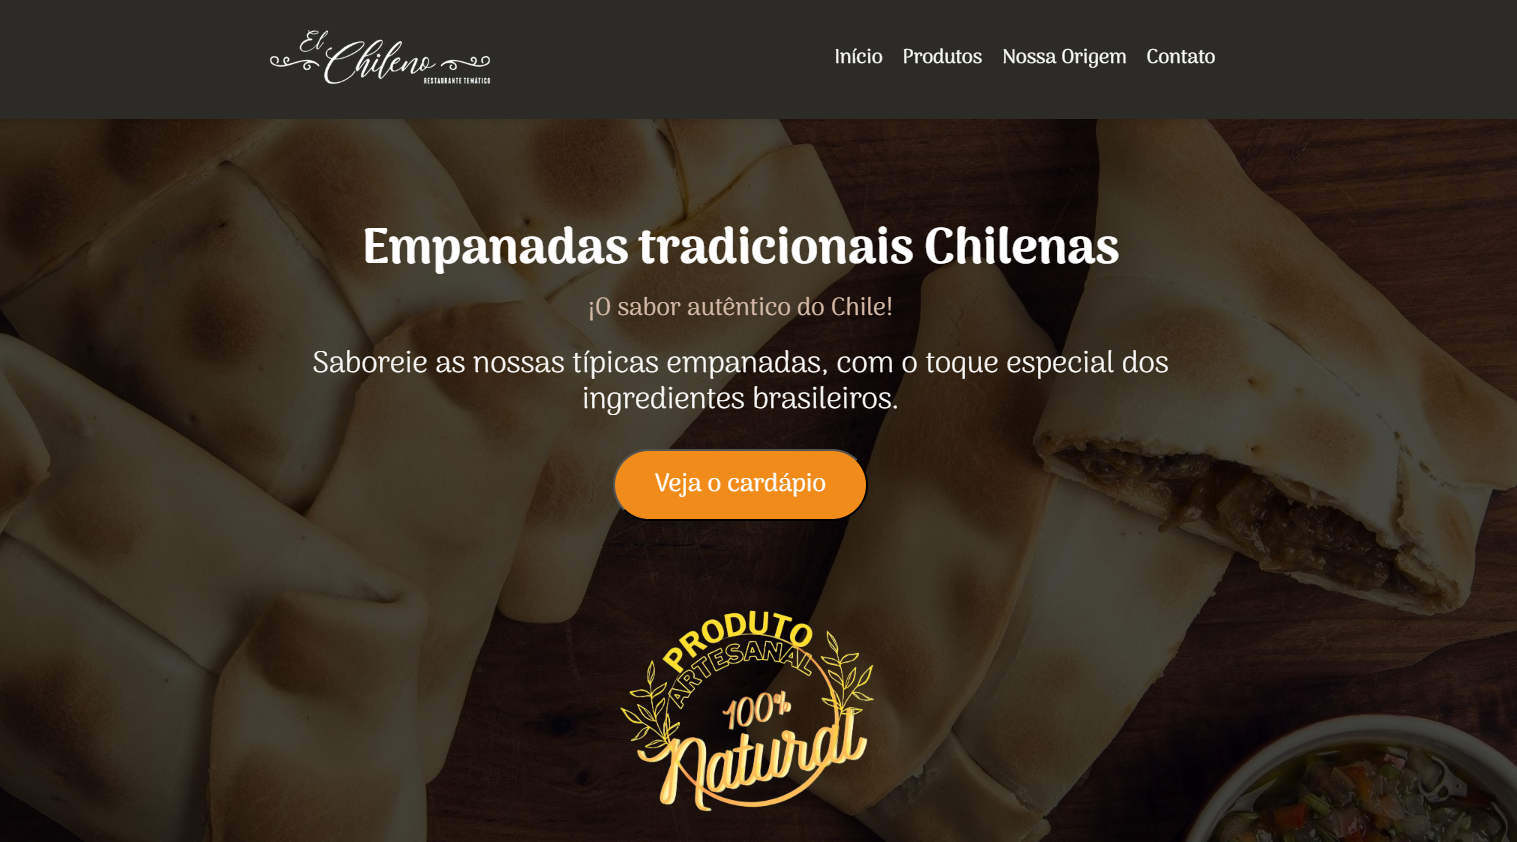 El
Chileno
RESTAURANTE TEMÁTICO
Início Produtos Nossa Origem Contato
Empanadas tradicionais Chilenas
¡O sabor autêntico do Chile!
Saboreie as nossas típicas empanadas, com o toque especial dos
ingredientes brasileiros.
Veja o cardápio
PRODUTO
ARTESANAL
100%
Natural